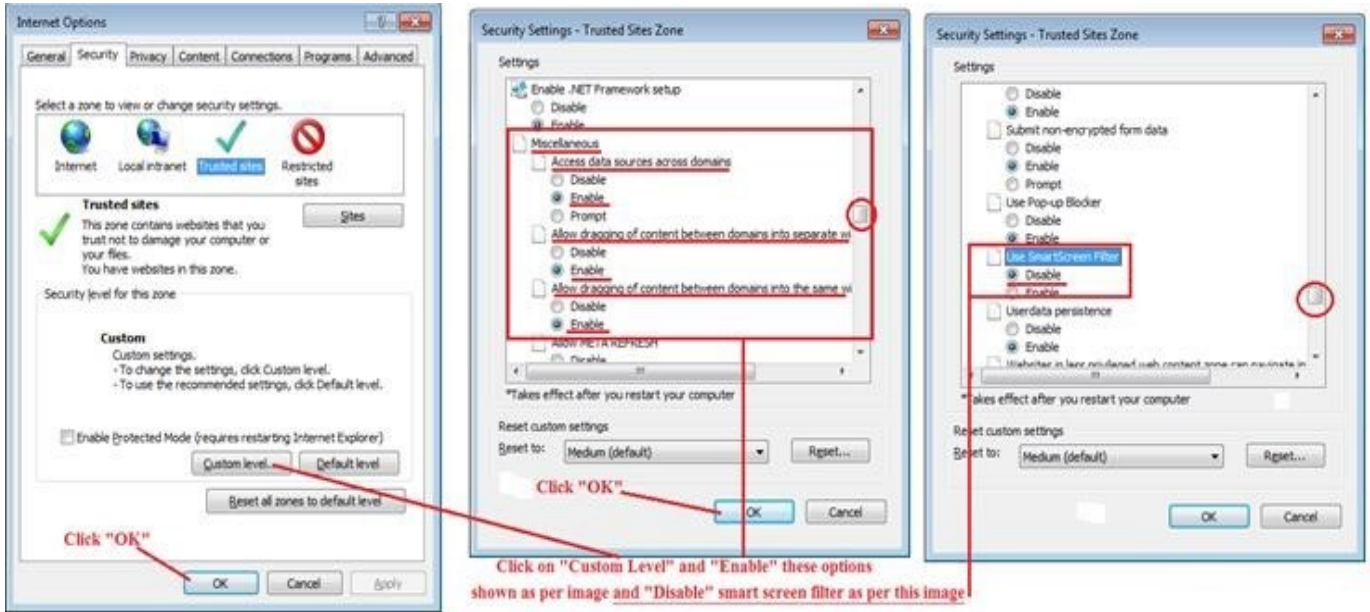 Internet Options
General Security Privacy Content Connections Programs Advanced
Select a zone to view or change security settings.
Internet Local intranet Trusted sites Restricted sites
Trusted sites
Sites
This zone contains websites that you
trust not to damage your computer or
your files.
You have websites in this zone.
Security level for this zone
Custom
Custom settings.
- To change the settings, click Custom level.
- To use the recommended settings, click Default level.
Enable Protected Mode (requires restarting Internet Explorer)
Custom level... Default level
Reset all zones to default level
Click "OK"
OK Cancel Apply
Security Settings - Trusted Sites Zone
Settings
Enable .NET Framework setup
Disable
Enable
Miscellaneous
Access data sources across domains
Disable
Enable
Prompt
Allow dragging of content between domains into separate wi
Disable
Enable
Allow dragging of content between domains into the same wi
Disable
Enable
Allow META REFRESH
Disable
*Takes effect after you restart your computer
Reset custom settings
Reset to: Medium (default) Reset...
Click "OK"
OK Cancel
Security Settings - Trusted Sites Zone
Settings
Disable
Enable
Submit non-encrypted form data
Disable
Enable
Prompt
Use Pop-up Blocker
Disable
Enable
Use SmartScreen Filter
Disable
Enable
Userdata persistence
Disable
Enable
Websites in less privileged web content zone can navigate in
*Takes effect after you restart your computer
Reset custom settings
Reset to: Medium (default) Reset...
OK Cancel
Click on "Custom Level" and "Enable" these options
shown as per image and "Disable" smart screen filter as per this image